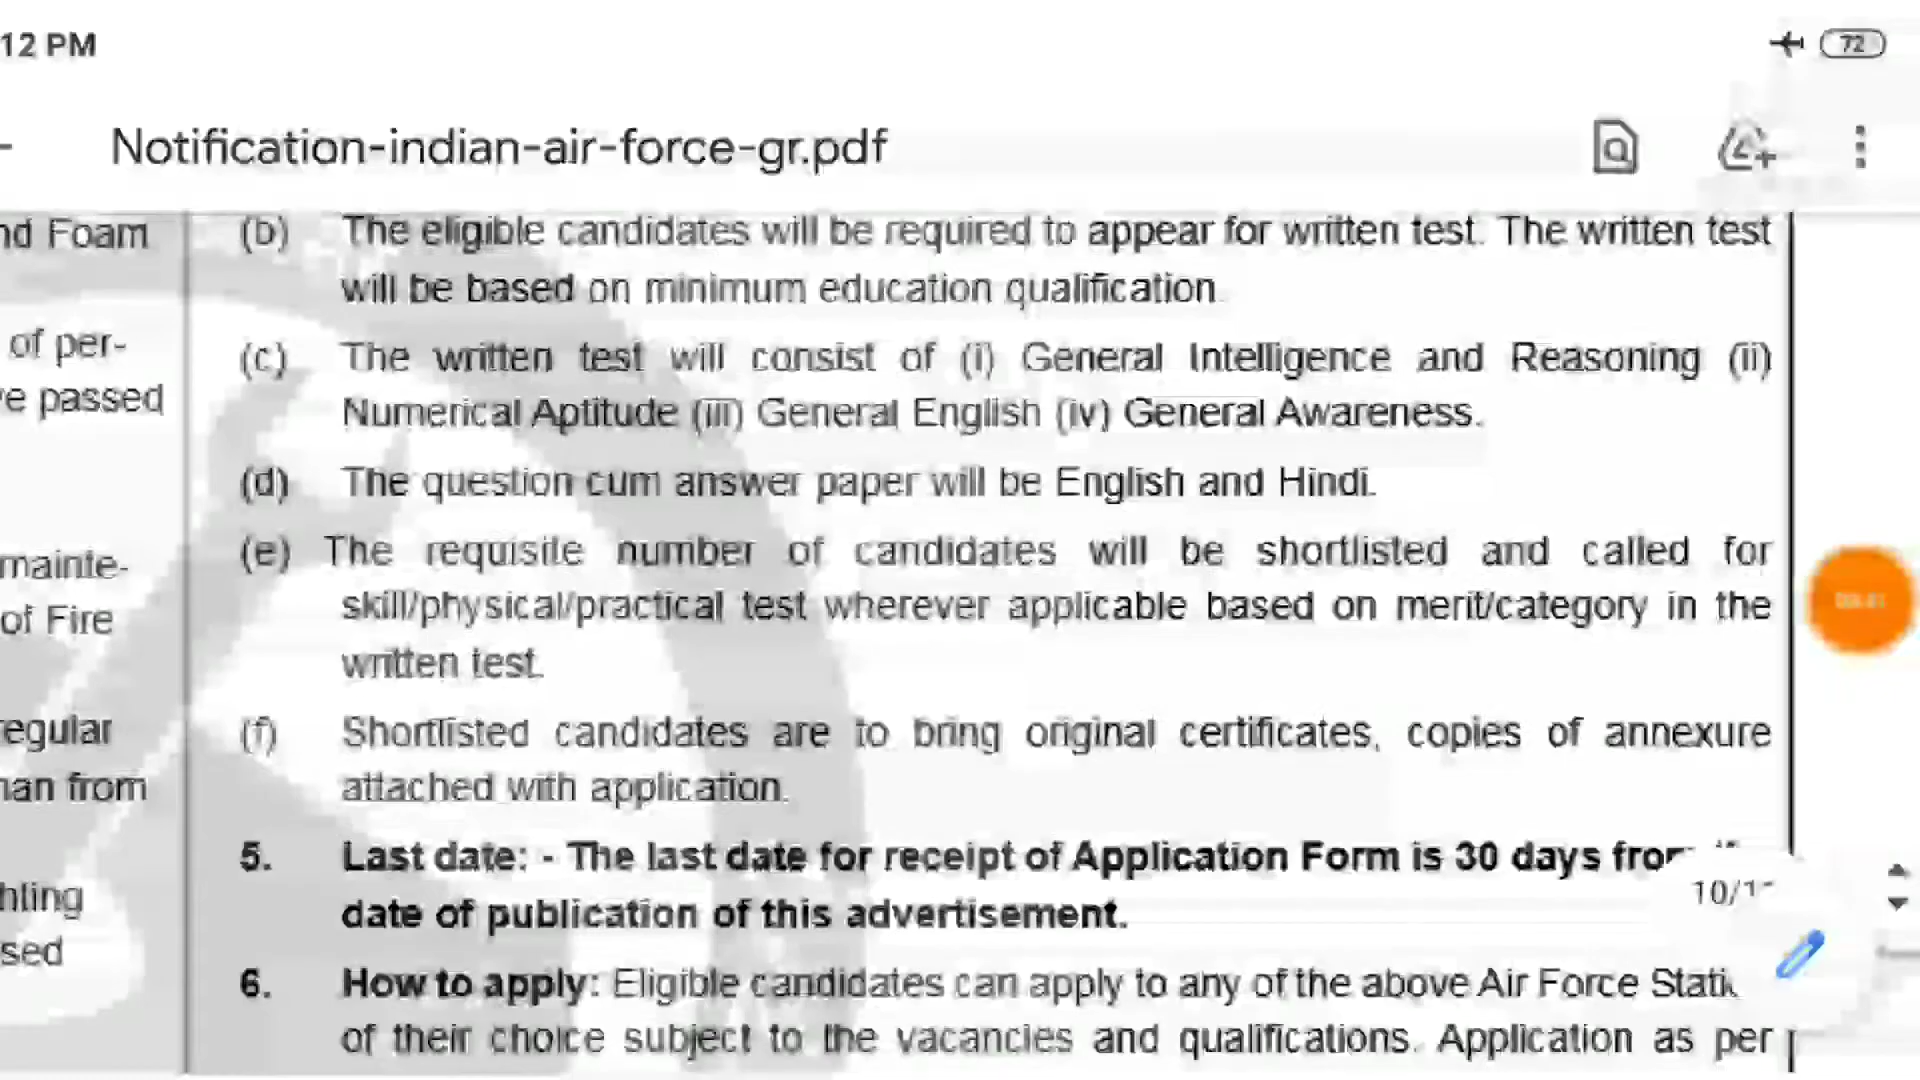 12 PM
72
Notification-indian-air-force-gr.pdf
nd Foam
of per-
re passed
mainte-
of Fire
regular
nan from
hling
sed
(b) The eligible candidates will be required to appear for written test. The written test
will be based on minimum education qualification.
(c) The written test will consist of (i) General Intelligence and Reasoning (ii)
Numerical Aptitude (iii) General English (iv) General Awareness.
(d) The question cum answer paper will be English and Hindi.
(e) The requisite number of candidates will be shortlisted and called for
skill/physical/practical test wherever applicable based on merit/category in the
written test.
(f) Shortlisted candidates are to bring original certificates, copies of annexure
attached with application.
5. Last date: - The last date for receipt of Application Form is 30 days from
date of publication of this advertisement.
10/1
6. How to apply: Eligible candidates can apply to any of the above Air Force Stati
of their choice subject to the vacancies and qualifications. Application as per